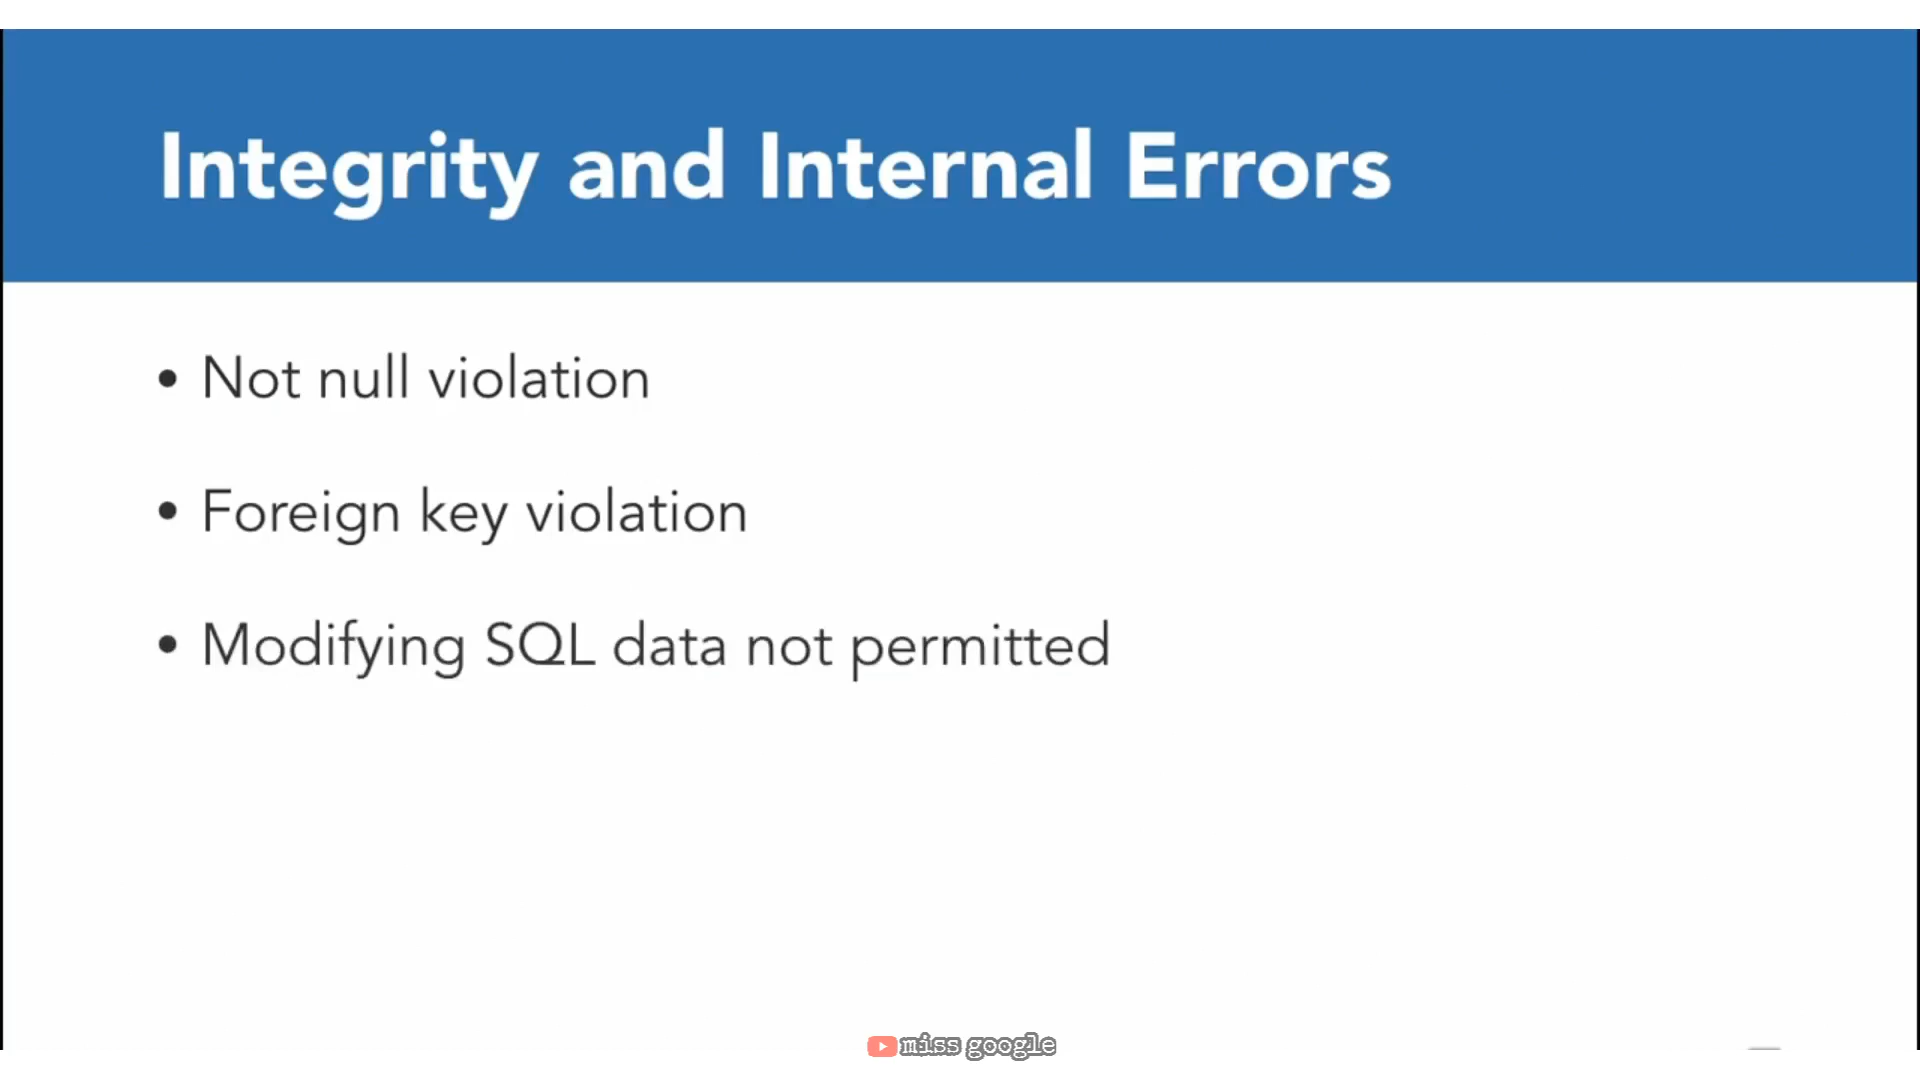 Integrity and Internal Errors
• Not null violation
• Foreign key violation
• Modifying SQL data not permitted
miss google